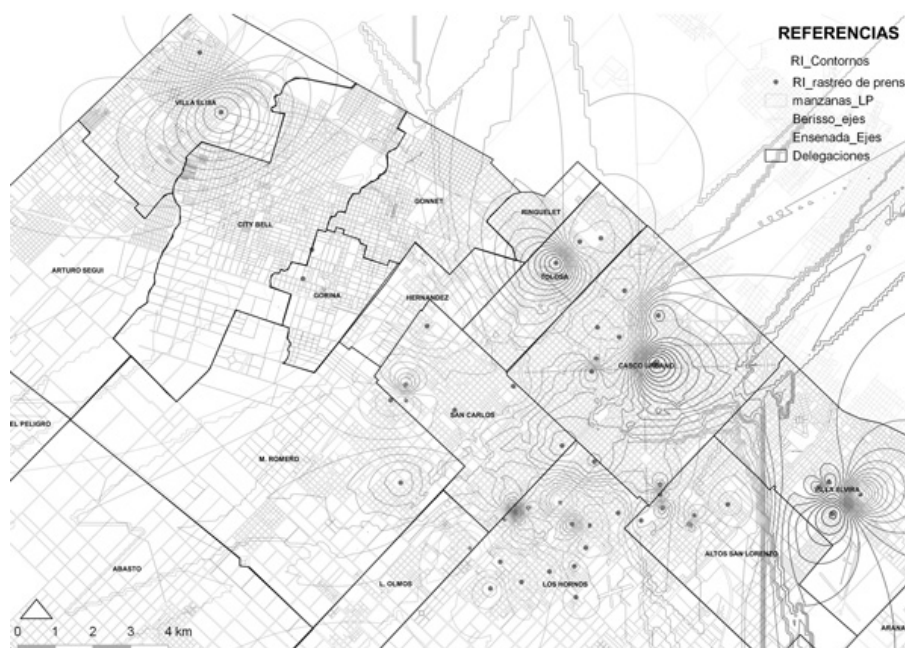 REFERENCIAS
RI_Contornos
RI_rastreo de prens
manzanas_LP
Berisso_ejes
Ensenada_Ejes
Delegaciones
VILLA ELISA
CITY BELL
GONNET
RINGUELET
ARTURO SEGUI
GORINA
HERNANDEZ
TOLOSA
CASCO URBANO
EL PELIGRO
SAN CARLOS
M. ROMERO
VILLA ELVIRA
ABASTO
L. OLMOS
LOS HORNOS
ALTOS SAN LORENZO
ARANA
0 1 2 3 4 km